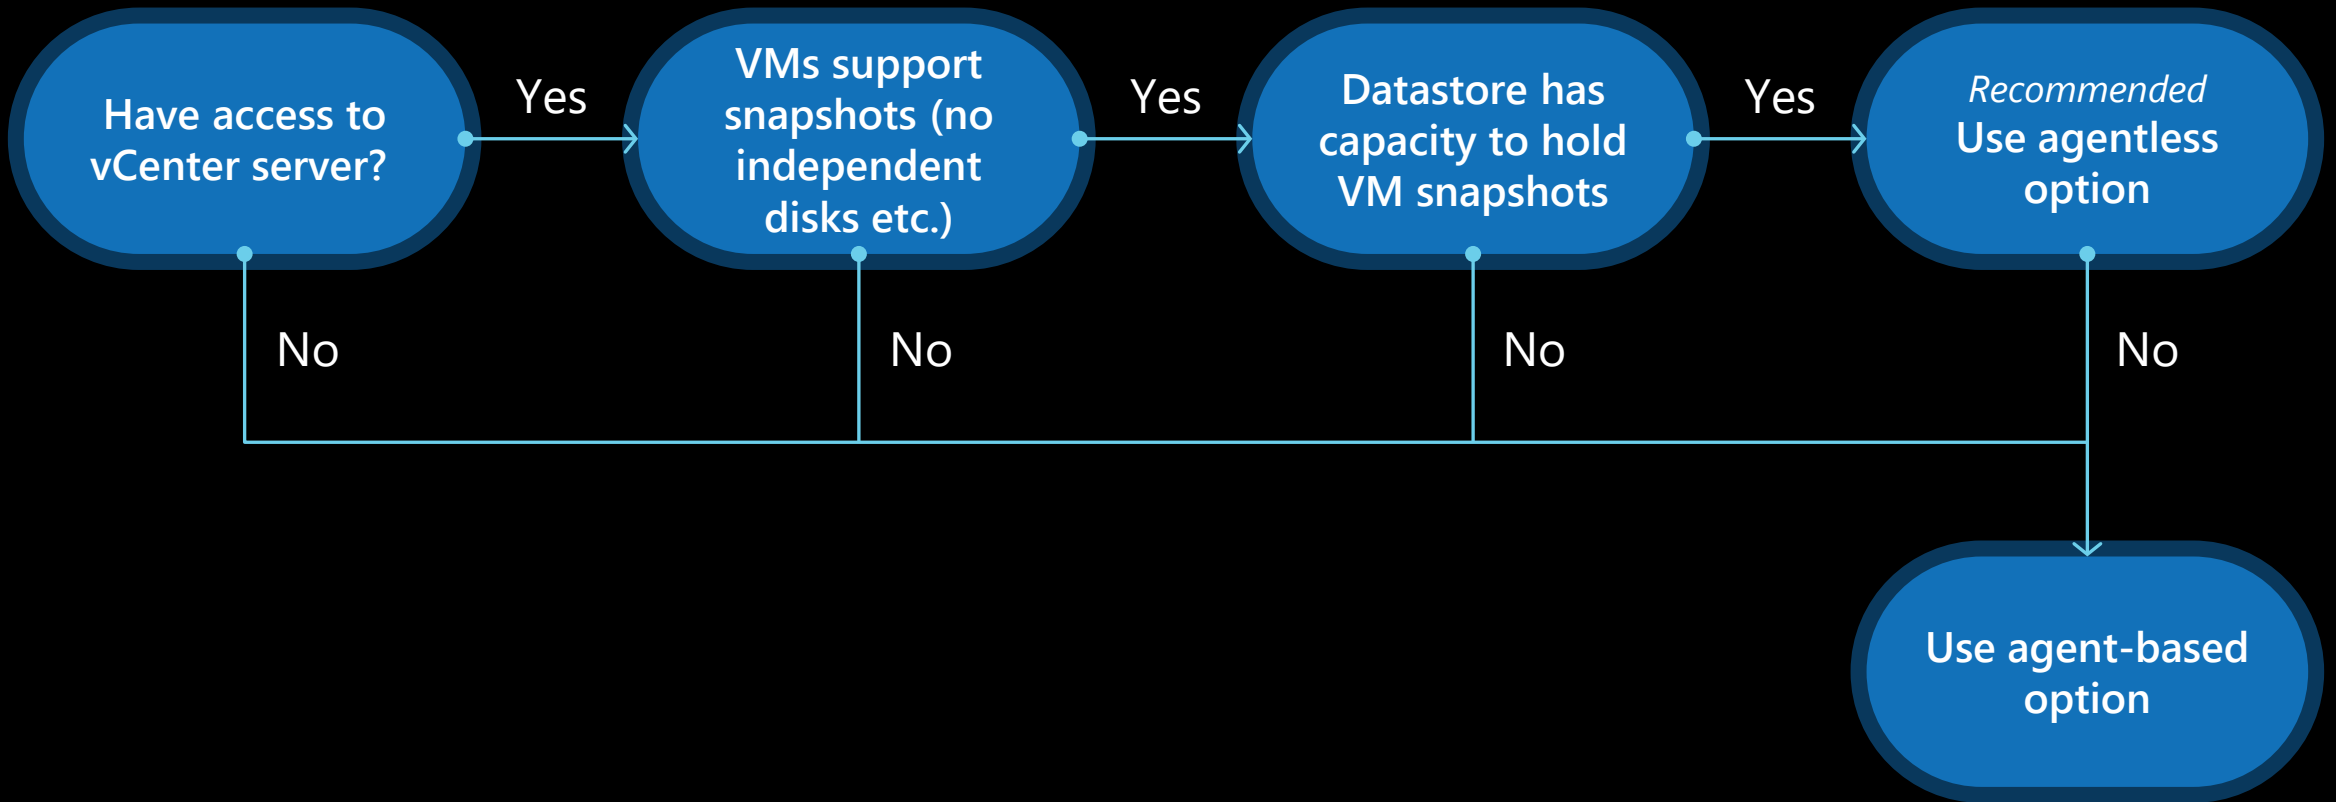 Have access to
vCenter server?
Yes
VMs support
snapshots (no
independent
disks etc.)
Yes
Datastore has
capacity to hold
VM snapshots
Yes
Recommended
Use agentless
option
No
No
No
No
Use agent-based
option